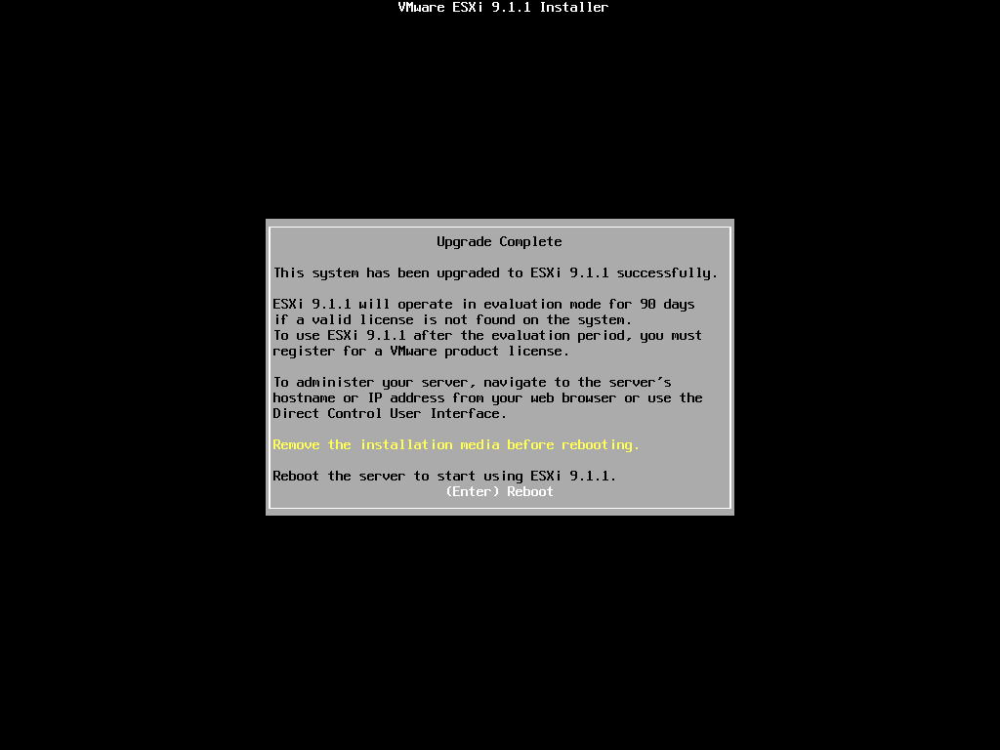 VMware ESXi 9.1.1 Installer
Upgrade Complete
This system has been upgraded to ESXi 9.1.1 successfully.
ESXi 9.1.1 will operate in evaluation mode for 90 days
if a valid license is not found on the system.
To use ESXi 9.1.1 after the evaluation period, you must
register for a VMware product license.
To administer your server, navigate to the server's
hostname or IP address from your web browser or use the
Direct Control User Interface.
Remove the installation media before rebooting.
Reboot the server to start using ESXi 9.1.1.
(Enter) Reboot